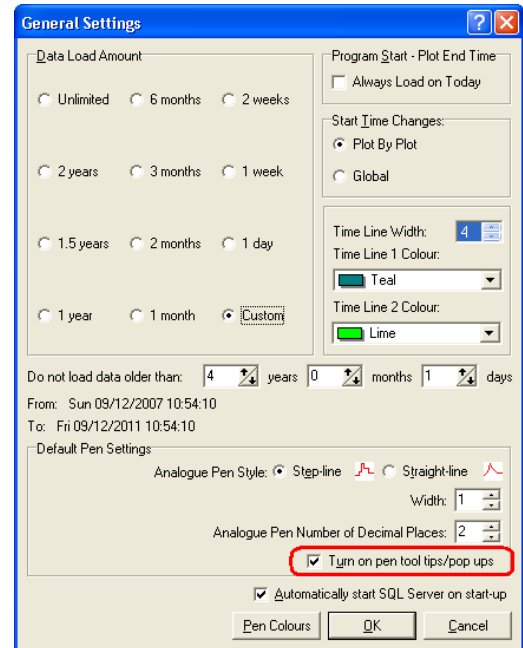 General Settings
Data Load Amount
Unlimited 6 months 2 weeks
2 years 3 months 1 week
1.5 years 2 months 1 day
1 year 1 month Custom
Program Start - Plot End Time
Always Load on Today
Start Time Changes:
Plot By Plot
Global
Time Line Width: 4
Time Line 1 Colour:
Teal
Time Line 2 Colour:
Lime
Do not load data older than: 4 years 0 months 1 days
From: Sun 09/12/2007 10:54:10
To: Fri 09/12/2011 10:54:10
Default Pen Settings
Analogue Pen Style: Step-line Straight-line
Width: 1
Analogue Pen Number of Decimal Places: 2
Turn on pen tool tips/pop ups
Automatically start SQL Server on start-up
Pen Colours OK Cancel